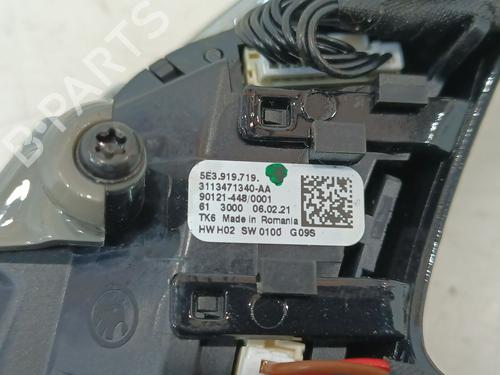 5E3.919.719.
3113471340-AA
90121-448/0001
61 3000 06.02.21
TK6 Made in Romania
HW H02 SW 0100 G09S
B-PARTS